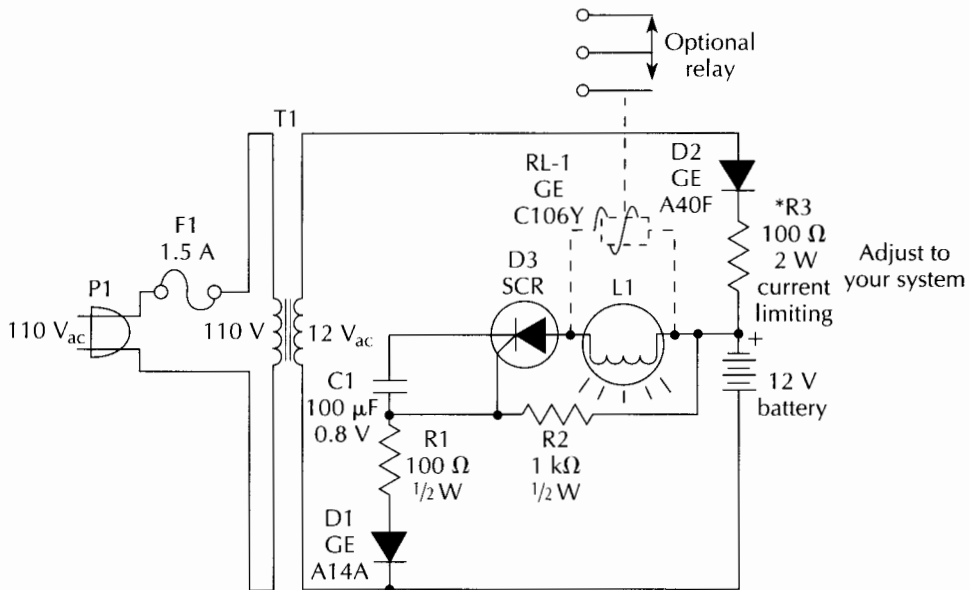 Optional
relay
T1
D2
GE
A40F
RL-1
GE
C106Y
*R3
100 Ω
2 W
current
limiting
Adjust to
your system
F1
1.5 A
D3
SCR
L1
P1
110 Vac
110 V
12 Vac
+
C1
100 µF
0.8 V
12 V
battery
R1
100 Ω
1/2 W
R2
1 kΩ
1/2 W
D1
GE
A14A